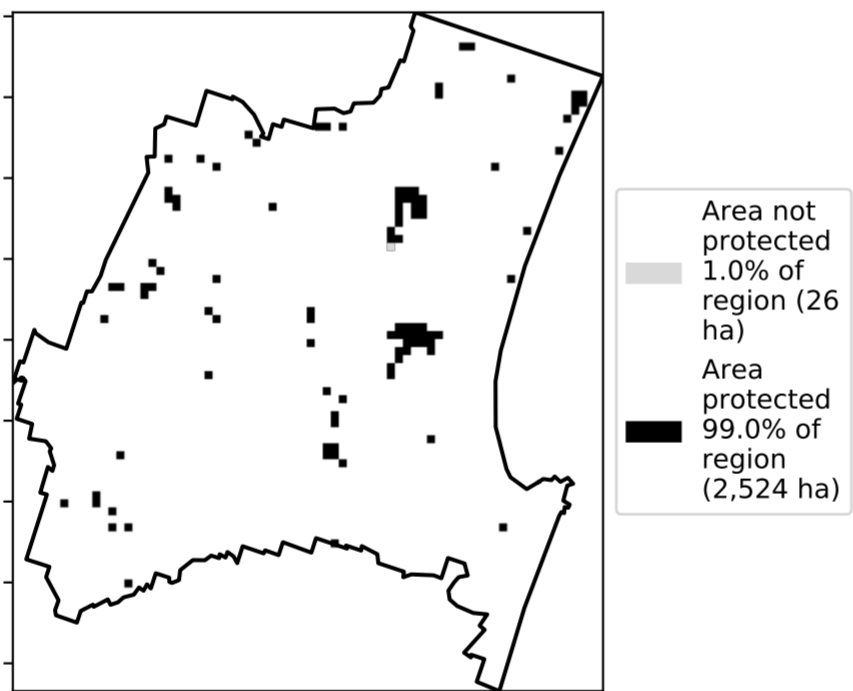 Area not
protected
1.0% of
region (26
ha)
Area
protected
99.0% of
region
(2,524 ha)